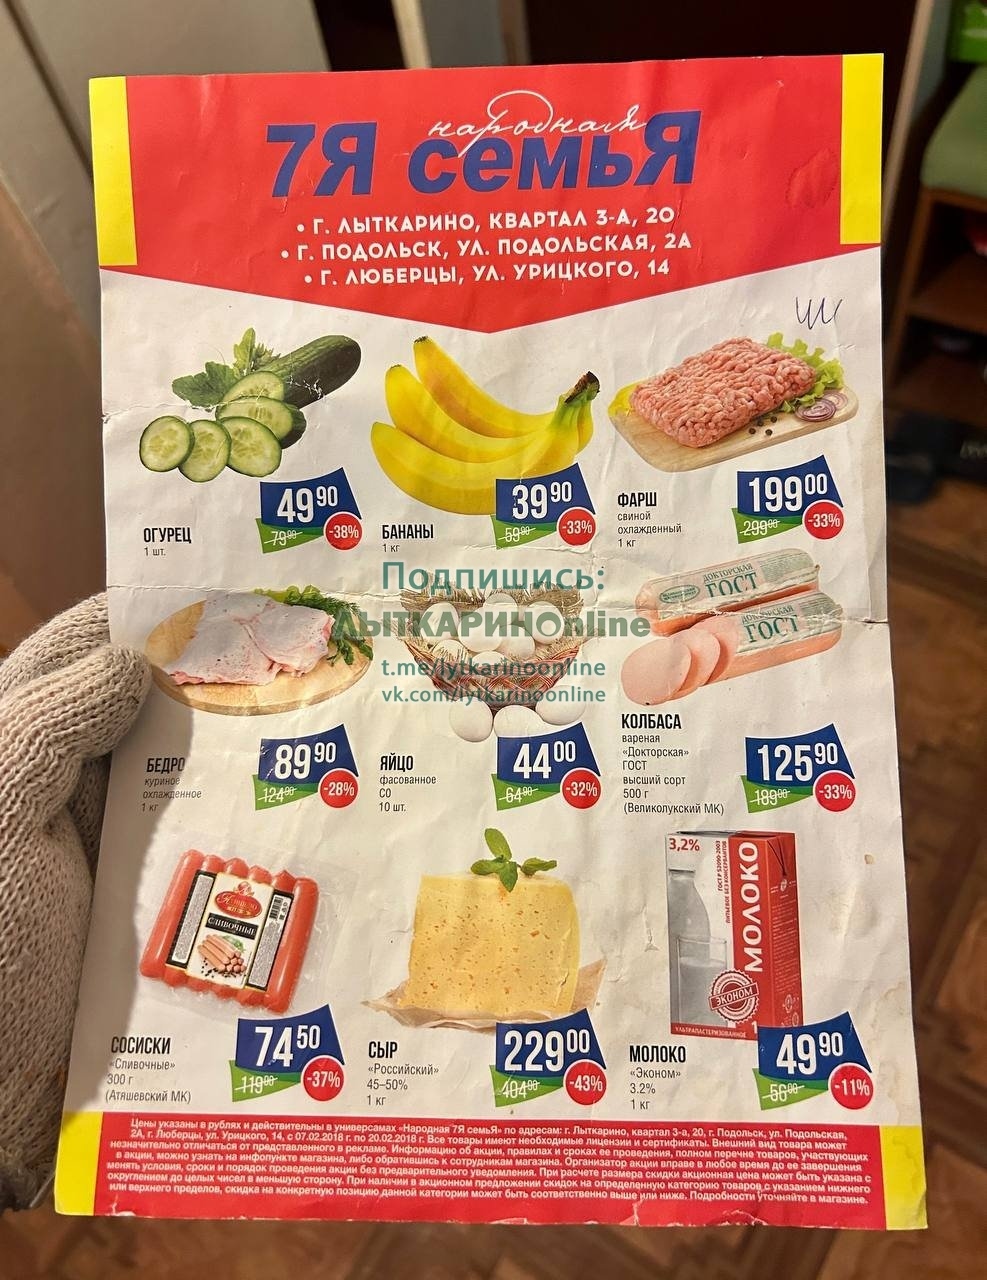 народная
7Я семьЯ
• Г. ЛЫТКАРИНО, КВАРТАЛ 3-А, 20
• Г. ПОДОЛЬСК, УЛ. ПОДОЛЬСКАЯ, 2А
• Г. ЛЮБЕРЦЫ, УЛ. УРИЦКОГО, 14
ОГУРЕЦ
1 шт.
49 90
79 90
-38%
БАНАНЫ
1 кг
39 90
59 90
-33%
ФАРШ
свиной
охлажденный
1 кг
199 00
299 00
-33%
Подпишись:
ЛЫТКАРИНОnline
t.me/lytkarinoonline
vk.com/lytkarinoonline
БЕДРО
куриное
охлажденное
1 кг
89 90
124 90
-28%
ЯЙЦО
фасованное
СО
10 шт.
44 00
64 90
-32%
ДОКТОРСКАЯ
ГОСТ
ДОКТОРСКАЯ
ГОСТ
КОЛБАСА
вареная
«Докторская»
ГОСТ
высший сорт
500 г
(Великолукский МК)
125 90
189 00
-33%
СЛИВОЧНЫЕ
СОСИСКИ
«Сливочные»
300 г
(Атяшевский МК)
74 50
119 00
-37%
СЫР
«Российский»
45–50%
1 кг
229 00
404 90
-43%
3,2%
МОЛОКО
ГОСТ Р 52090-2003
ПИТЬЕВОЕ БЕЗ КОНСЕРВАНТОВ
ЭКОНОМ
УЛЬТРАПАСТЕРИЗОВАННОЕ
МОЛОКО
«Эконом»
3.2%
1 кг
49 90
56 00
-11%
Цены указаны в рублях и действительны в универсамах «Народная 7Я семьЯ» по адресам: г. Лыткарино, квартал 3-а, 20, г. Подольск, ул. Подольская,
2А, г. Люберцы, ул. Урицкого, 14, с 07.02.2018 г. по 20.02.2018 г. Все товары имеют необходимые лицензии и сертификаты. Внешний вид товара может
незначительно отличаться от представленного в рекламе. Информацию об акции, правилах и сроках ее проведения, полном перечне товаров, участвующих
в акции, можно узнать на инфопункте магазина, либо обратившись к сотрудникам магазина. Организатор акции вправе в любое время до ее завершения
менять условия, сроки и порядок проведения акции без предварительного уведомления. При расчете размера скидки акционная цена может быть указана с
округлением до целых чисел в меньшую сторону. При наличии в акционном предложении скидок на определенную категорию товаров с указанием нижнего
или верхнего пределов, скидка на конкретную позицию данной категории может быть соответственно выше или ниже. Подробности уточняйте в магазине.